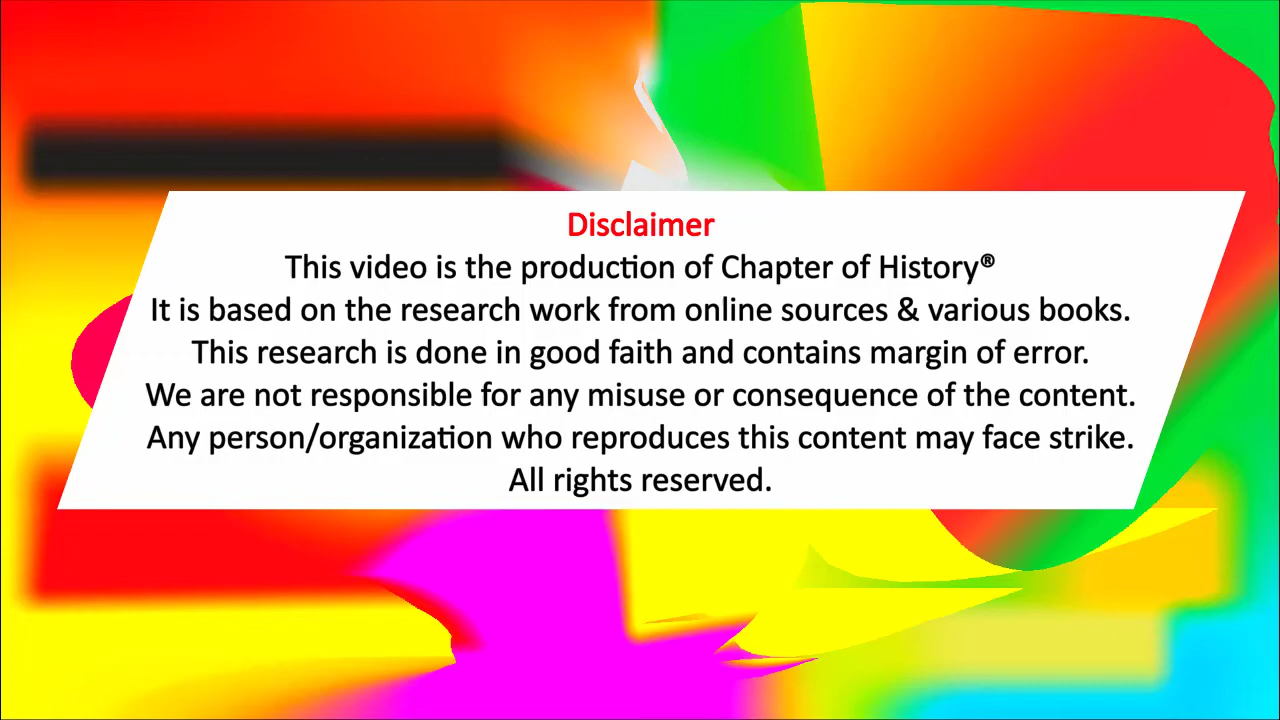 Disclaimer
This video is the production of Chapter of History®
It is based on the research work from online sources & various books.
This research is done in good faith and contains margin of error.
We are not responsible for any misuse or consequence of the content.
Any person/organization who reproduces this content may face strike.
All rights reserved.